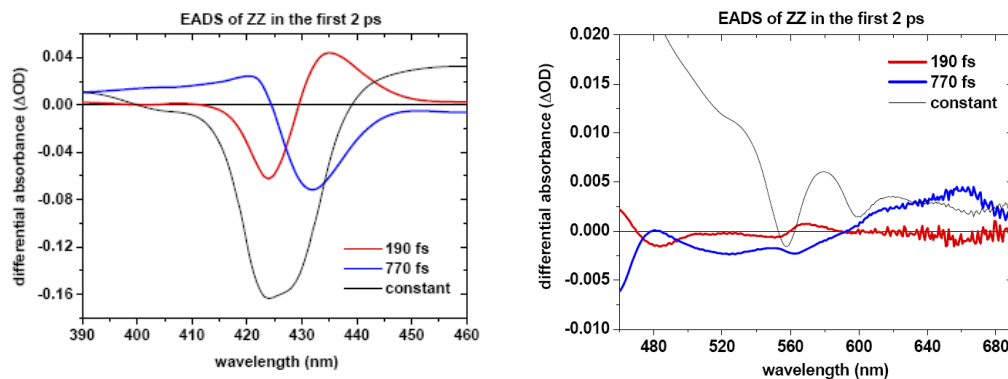 EADS of ZZ in the first 2 ps
differential absorbance (ΔOD)
0.04
0.00
-0.04
-0.08
-0.12
-0.16
190 fs
770 fs
constant
390 400 410 420 430 440 450 460
wavelength (nm)
EADS of ZZ in the first 2 ps
differential absorbance (ΔOD)
0.020
0.015
0.010
0.005
0.000
-0.005
-0.010
190 fs
770 fs
constant
480 520 560 600 640 680
wavelength (nm)